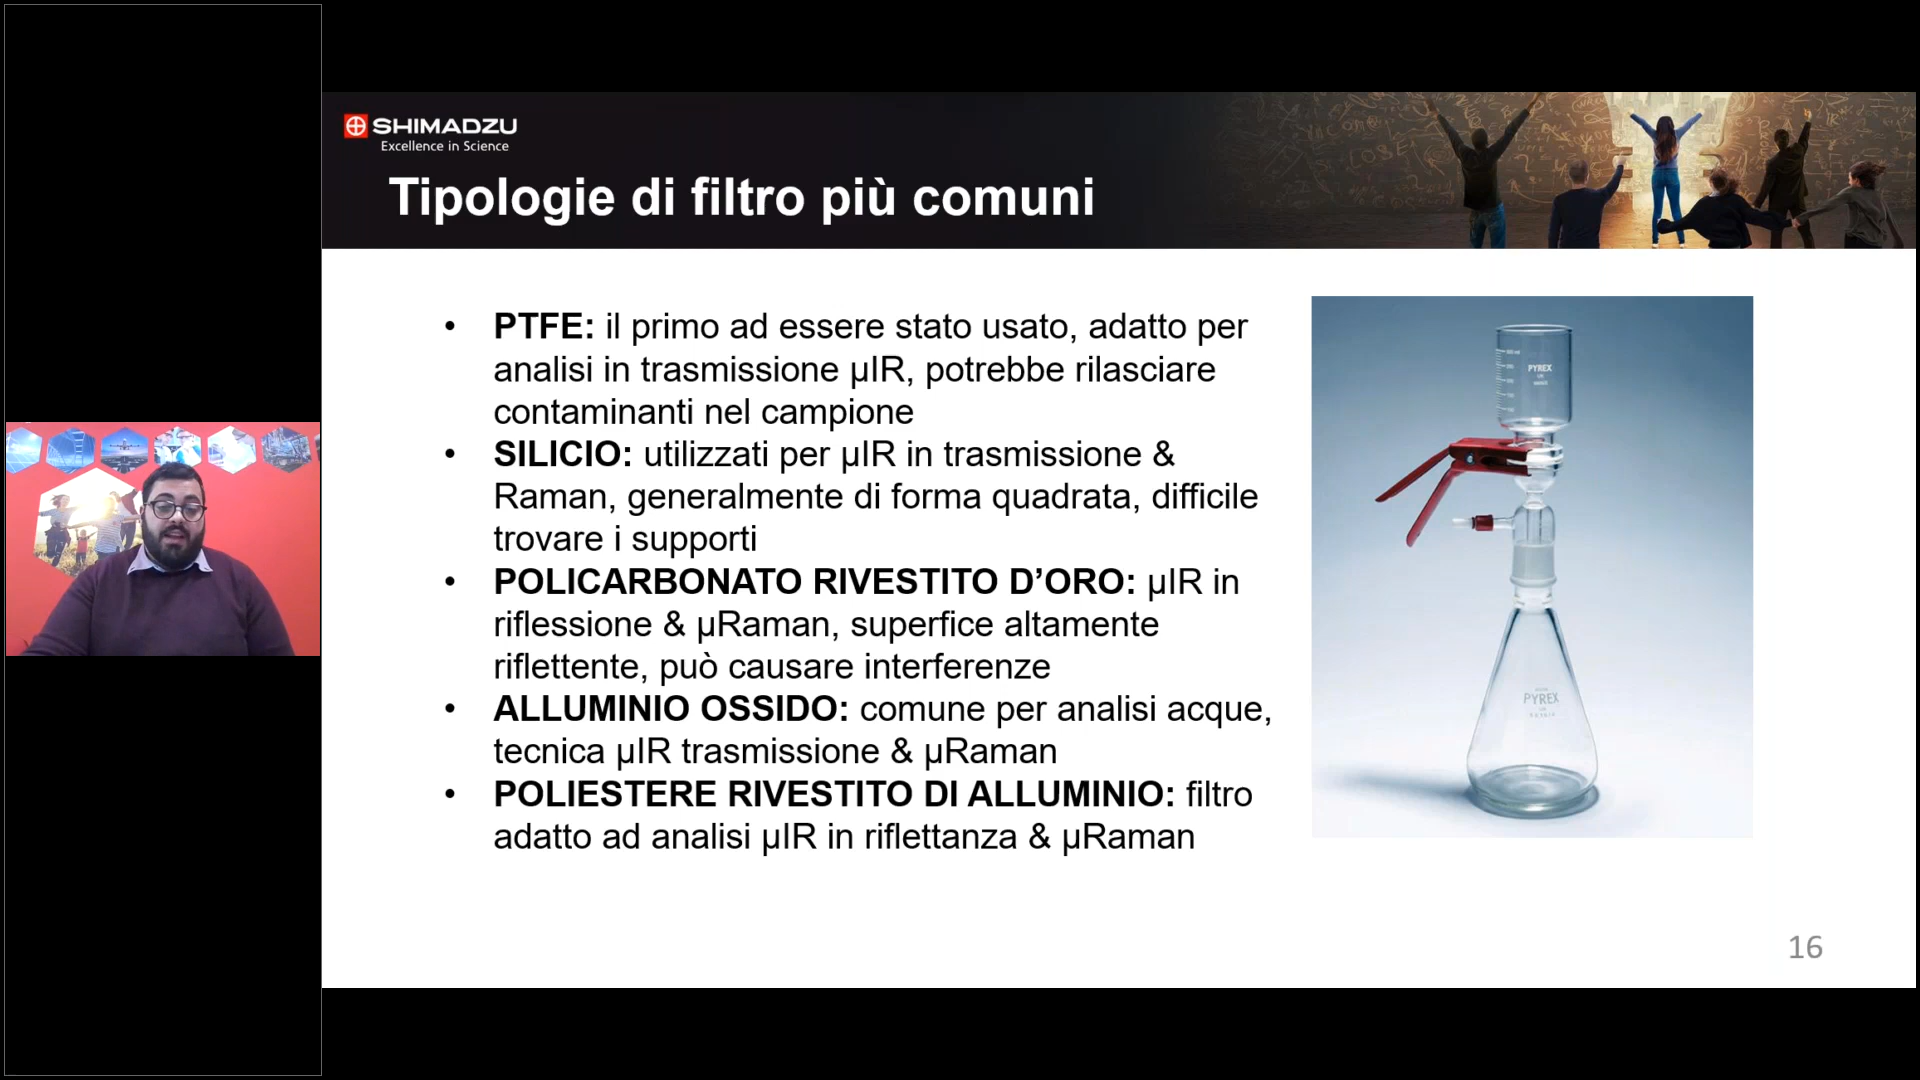 SHIMADZU
Excellence in Science
Tipologie di filtro più comuni
• PTFE: il primo ad essere stato usato, adatto per
analisi in trasmissione µIR, potrebbe rilasciare
contaminanti nel campione
• SILICIO: utilizzati per µIR in trasmissione &
Raman, generalmente di forma quadrata, difficile
trovare i supporti
• POLICARBONATO RIVESTITO D’ORO: µIR in
riflessione & µRaman, superfice altamente
riflettente, può causare interferenze
• ALLUMINIO OSSIDO: comune per analisi acque,
tecnica µIR trasmissione & µRaman
• POLIESTERE RIVESTITO DI ALLUMINIO: filtro
adatto ad analisi µIR in riflettanza & µRaman
PYREX
PYREX
16